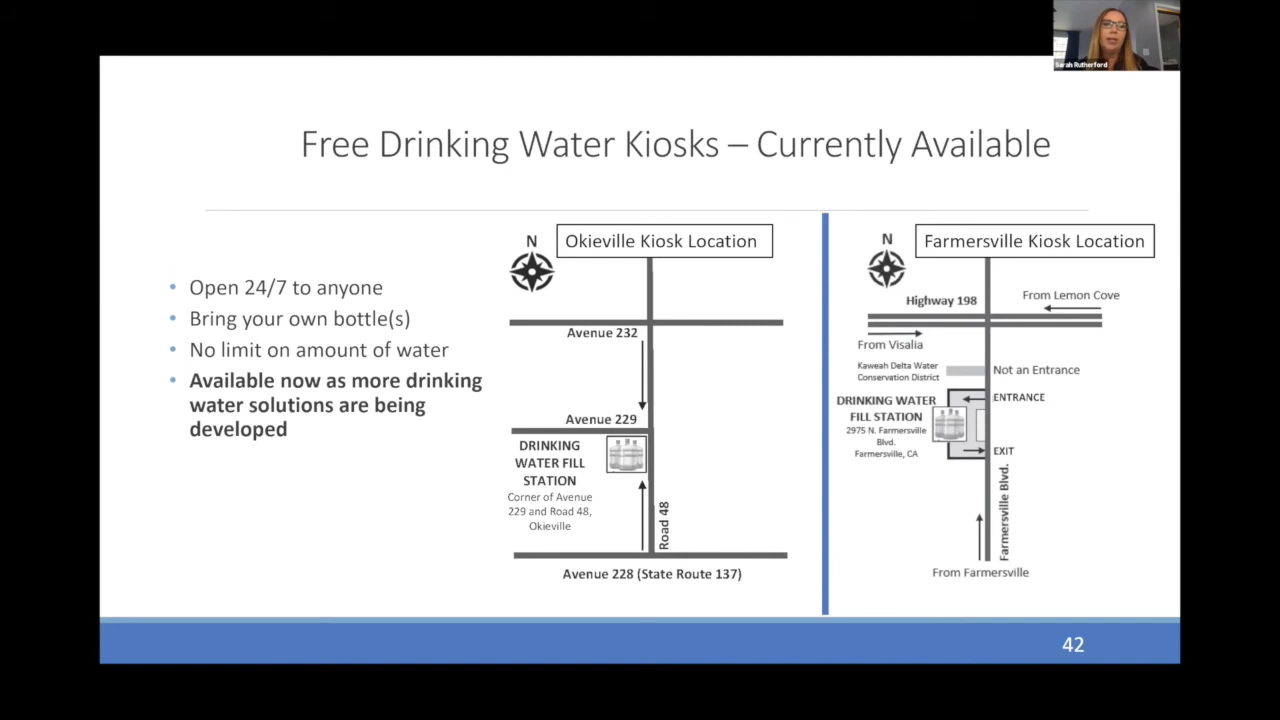 Sarah Rutherford
Free Drinking Water Kiosks – Currently Available
• Open 24/7 to anyone
• Bring your own bottle(s)
• No limit on amount of water
• Available now as more drinking
water solutions are being
developed
N
Okieville Kiosk Location
Avenue 232
Avenue 229
DRINKING
WATER FILL
STATION
Corner of Avenue
229 and Road 48,
Okieville
Road 48
Avenue 228 (State Route 137)
N
Farmersville Kiosk Location
Highway 198
From Lemon Cove
From Visalia
Kaweah Delta Water
Conservation District
Not an Entrance
DRINKING WATER
FILL STATION
2975 N. Farmersville
Blvd.
Farmersville, CA
ENTRANCE
EXIT
Farmersville Blvd.
From Farmersville
42